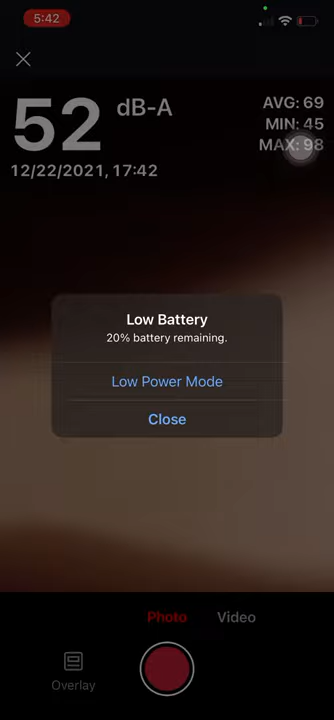 5:42
52 dB-A
AVG: 69
MIN: 45
MAX: 98
12/22/2021, 17:42
Low Battery
20% battery remaining.
Low Power Mode
Close
Photo Video
Overlay